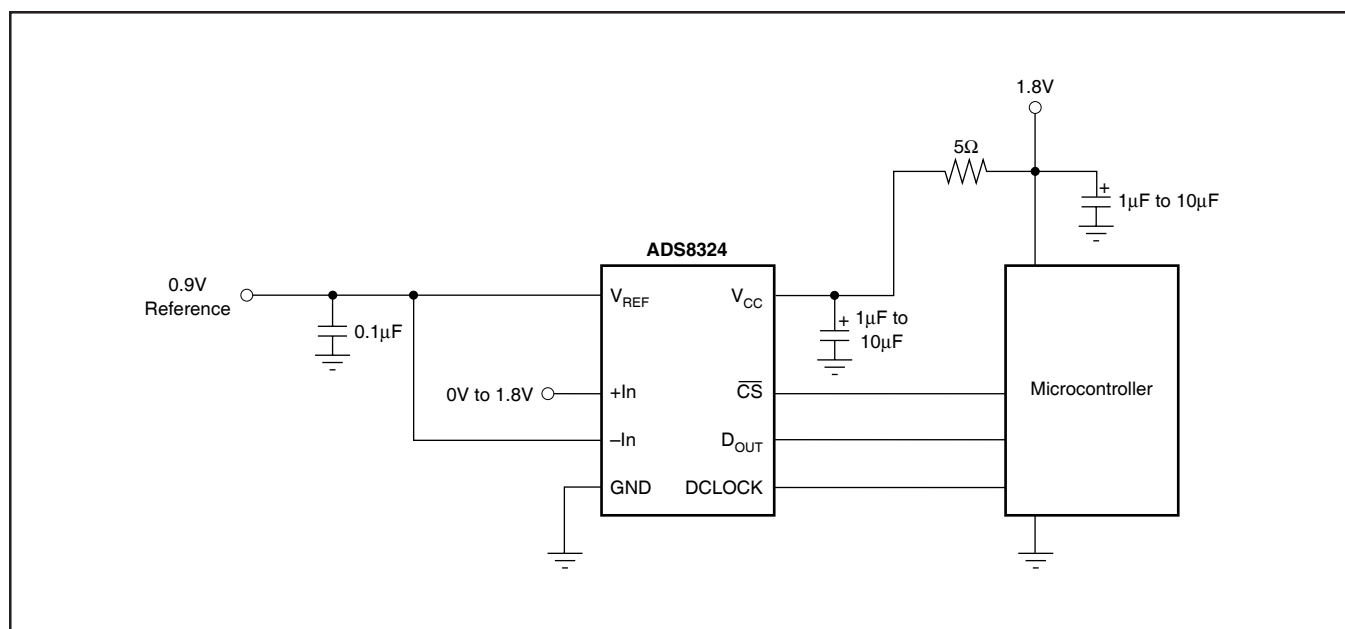 1.8V
5Ω
+
1µF to 10µF
ADS8324
0.9V
Reference
0.1µF
V_REF
V_CC
+
1µF to
10µF
0V to 1.8V
+In
C̅S̅
Microcontroller
–In
D_OUT
GND
DCLOCK